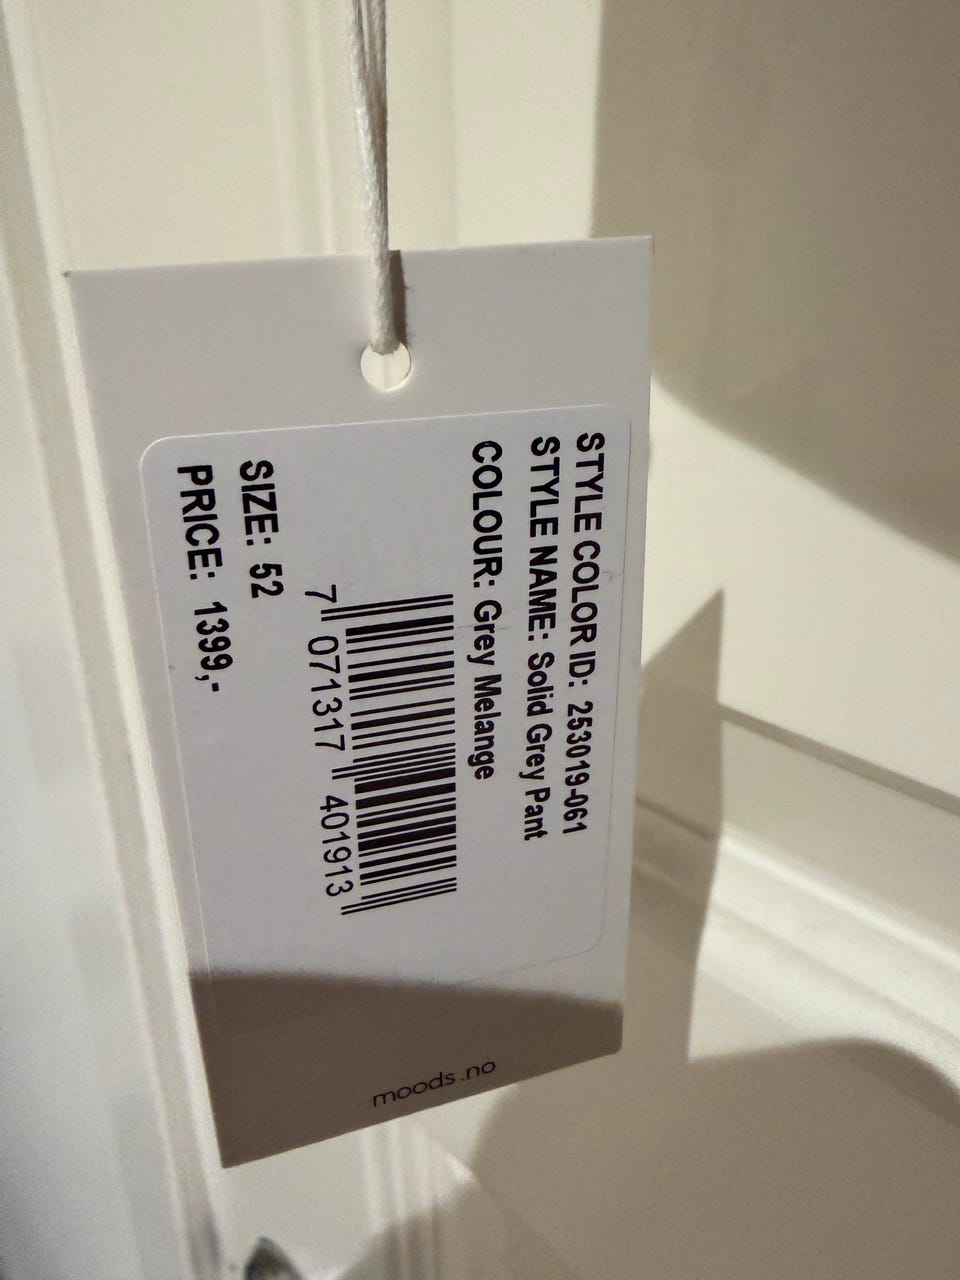 STYLE COLOR ID: 253019-061
STYLE NAME: Solid Grey Pant
COLOUR: Grey Melange
7 071317 401913
SIZE: 52
PRICE: 1399,-
moods.no